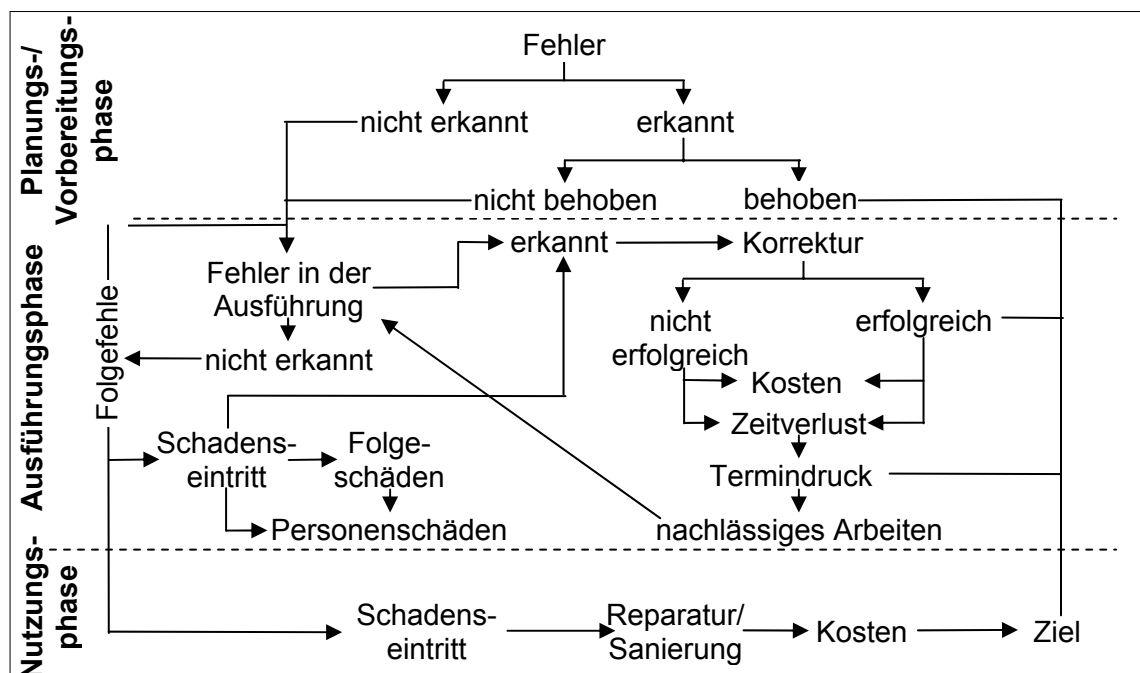 Planungs-/
Vorbereitungs-
phase
Fehler
nicht erkannt
erkannt
nicht behoben
behoben
Ausführungsphase
Folgefehle
erkannt
Korrektur
Fehler in der
Ausführung
nicht
erfolgreich
erfolgreich
nicht erkannt
Kosten
Zeitverlust
Schadens-
eintritt
Folge-
schäden
Termindruck
Personenschäden
nachlässiges Arbeiten
Nutzungs-
phase
Schadens-
eintritt
Reparatur/
Sanierung
Kosten
Ziel